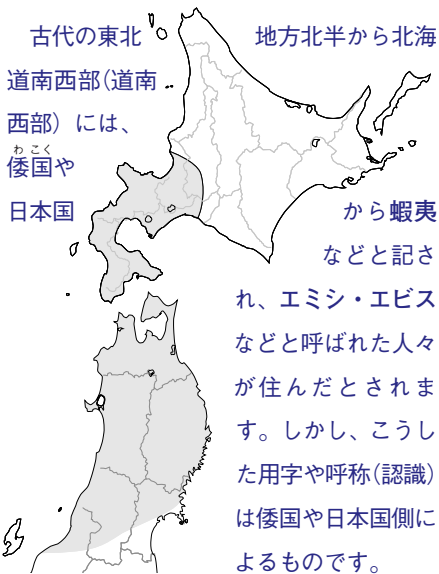 古代の東北地方北半から北海
道南西部（道南
西部）には、
倭国や
わこく
日本国から蝦夷
などと記さ
れ、エミシ・エビス
などと呼ばれた人々
が住んだとされま
す。しかし、こうし
た用字や呼称（認識）
は倭国や日本国側に
よるものです。